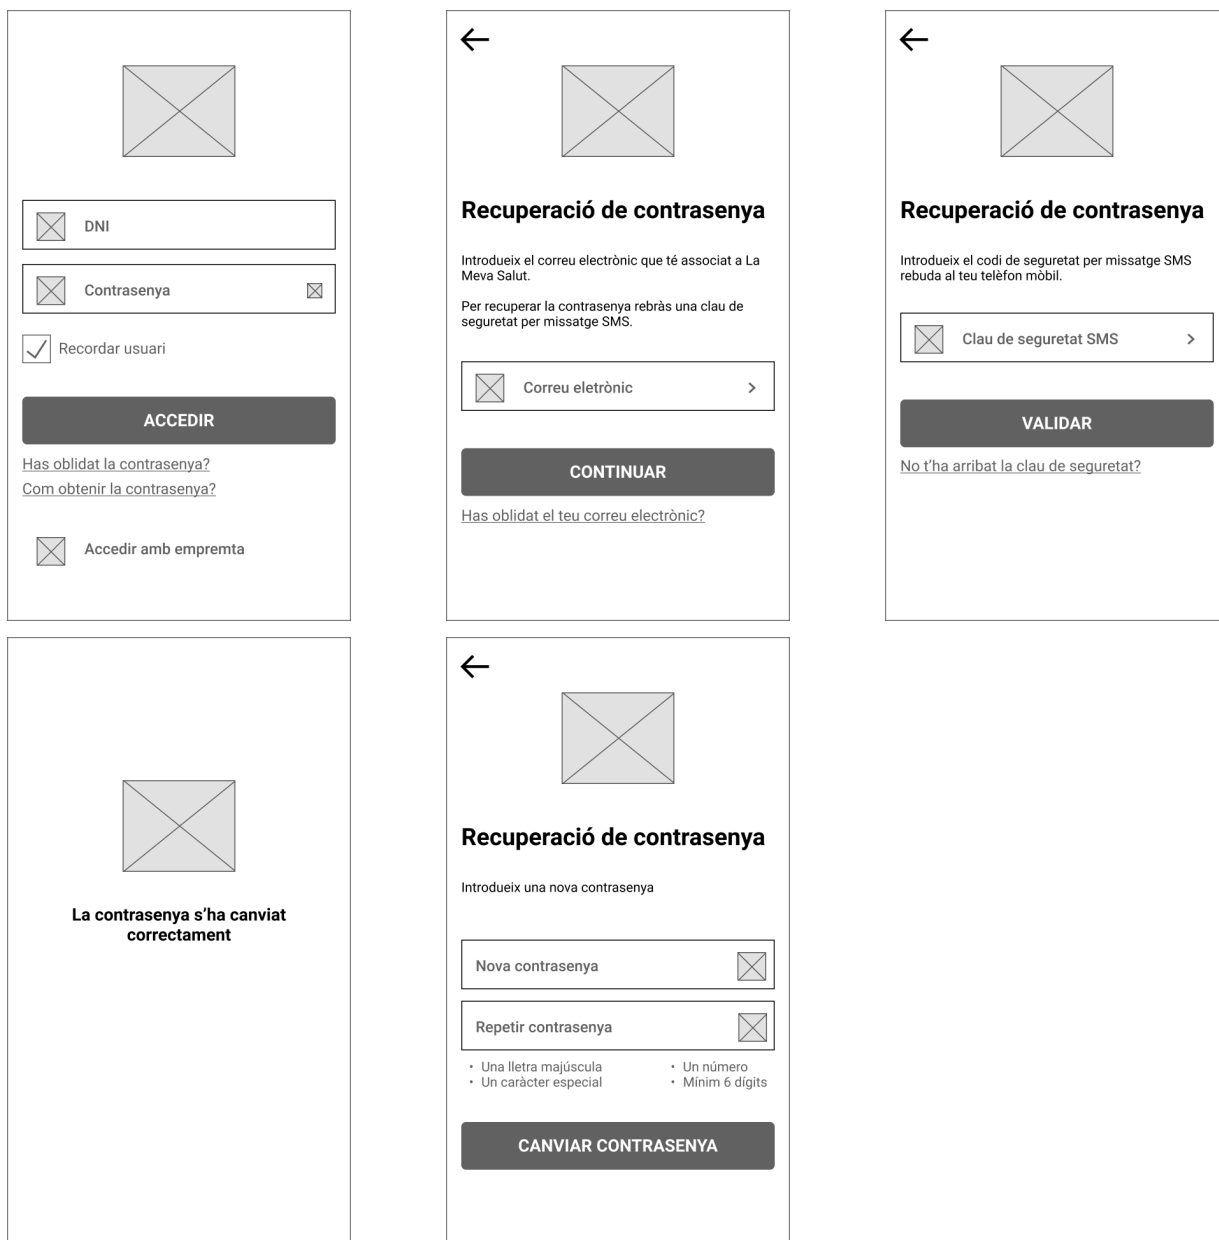 DNI
Contrasenya
Recordar usuari
ACCEDIR
Has oblidat la contrasenya?
Com obtenir la contrasenya?
Accedir amb empremta
Recuperació de contrasenya
Introdueix el correu electrònic que té associat a La
Meva Salut.
Per recuperar la contrasenya rebràs una clau de
seguretat per missatge SMS.
Correu eletrònic
CONTINUAR
Has oblidat el teu correu electrònic?
Recuperació de contrasenya
Introdueix el codi de seguretat per missatge SMS
rebuda al teu telèfon mòbil.
Clau de seguretat SMS
VALIDAR
No t’ha arribat la clau de seguretat?
La contrasenya s’ha canviat
correctament
Recuperació de contrasenya
Introdueix una nova contrasenya
Nova contrasenya
Repetir contrasenya
• Una lletra majúscula • Un número
• Un caràcter especial • Mínim 6 dígits
CANVIAR CONTRASENYA